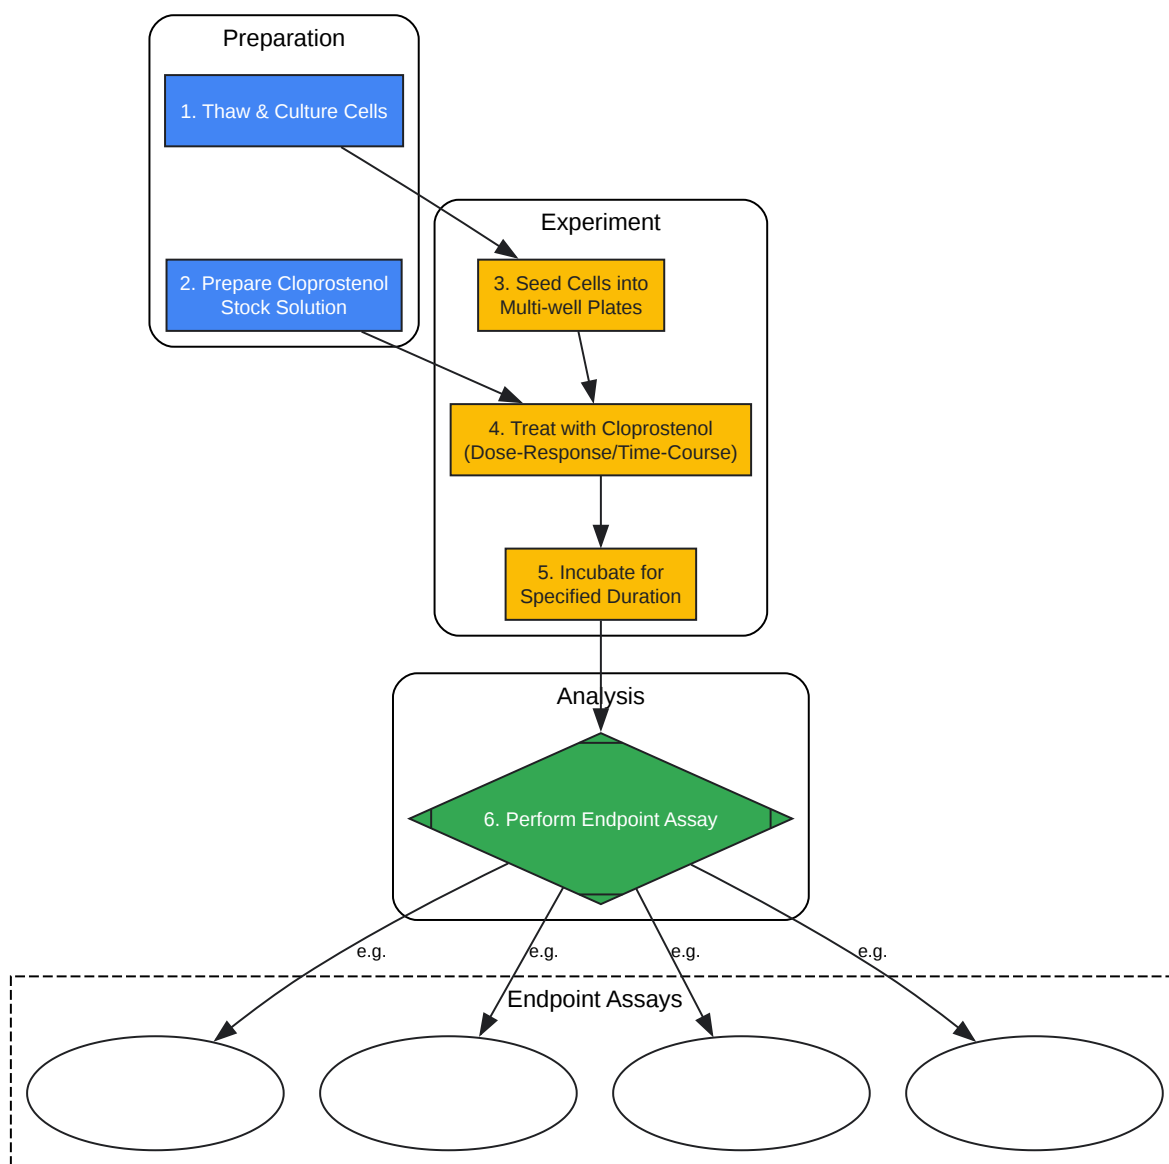 Preparation
1. Thaw & Culture Cells
2. Prepare Cloprostenol
Stock Solution
Experiment
3. Seed Cells into
Multi-well Plates
4. Treat with Cloprostenol
(Dose-Response/Time-Course)
5. Incubate for
Specified Duration
Analysis
6. Perform Endpoint Assay
e.g.
e.g.
e.g.
e.g.
Endpoint Assays